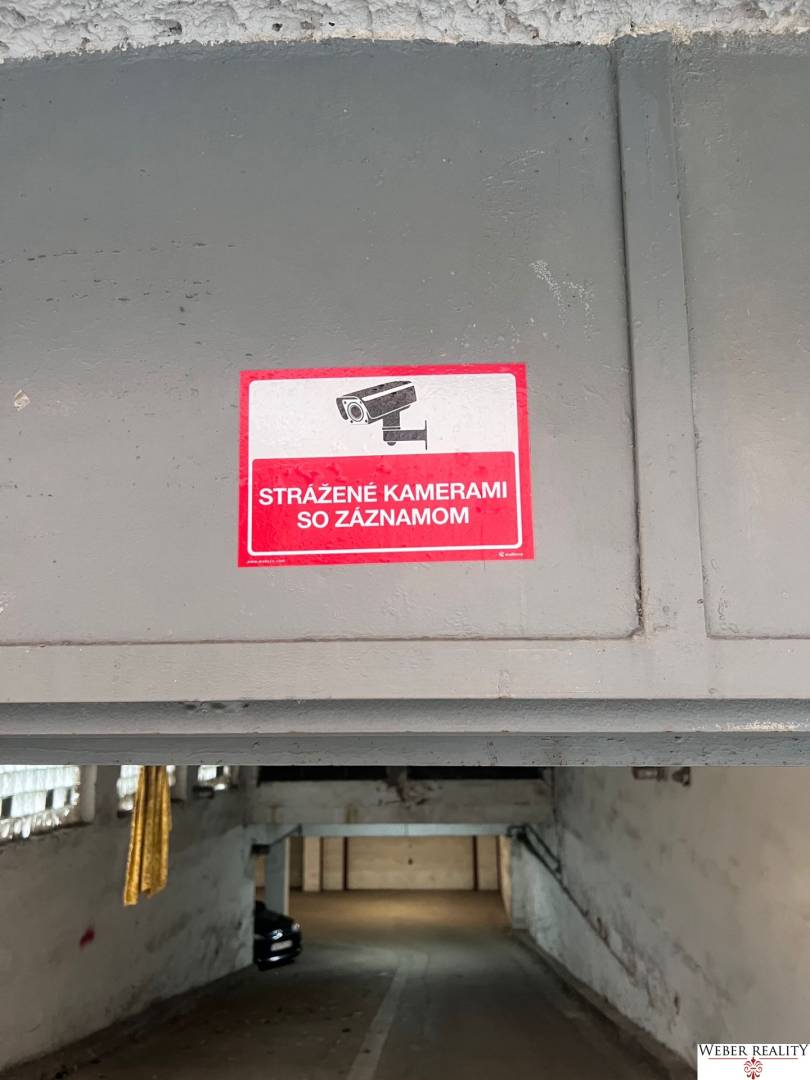 STRÁŽENÉ KAMERAMI
SO ZÁZNAMOM
WEBER REALITY